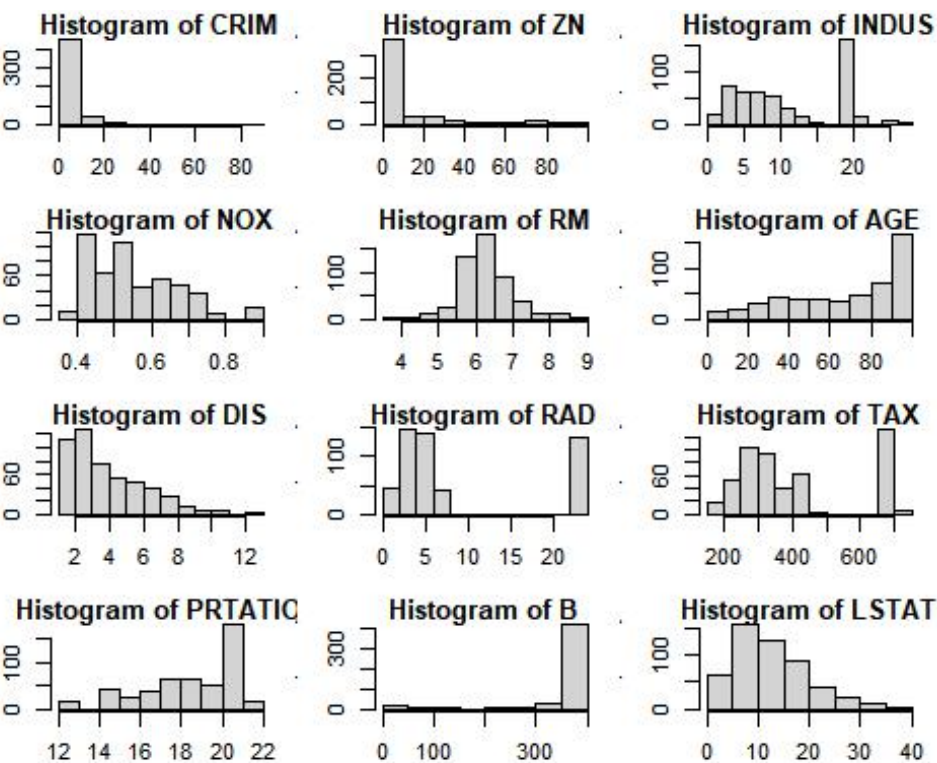 Histogram of CRIM
Histogram of ZN
Histogram of INDUS
0 300
0 200
0 100
0 20 40 60 80
0 20 40 60 80
0 5 10 20
Histogram of NOX
Histogram of RM
Histogram of AGE
0 60
0 100
0 100
0.4 0.6 0.8
4 5 6 7 8 9
0 20 40 60 80
Histogram of DIS
Histogram of RAD
Histogram of TAX
0 60
0 100
0 60
2 4 6 8 12
0 5 10 15 20
200 400 600
Histogram of PRTATIO
Histogram of B
Histogram of LSTAT
0 100
0 300
0 100
12 14 16 18 20 22
0 100 300
0 10 20 30 40